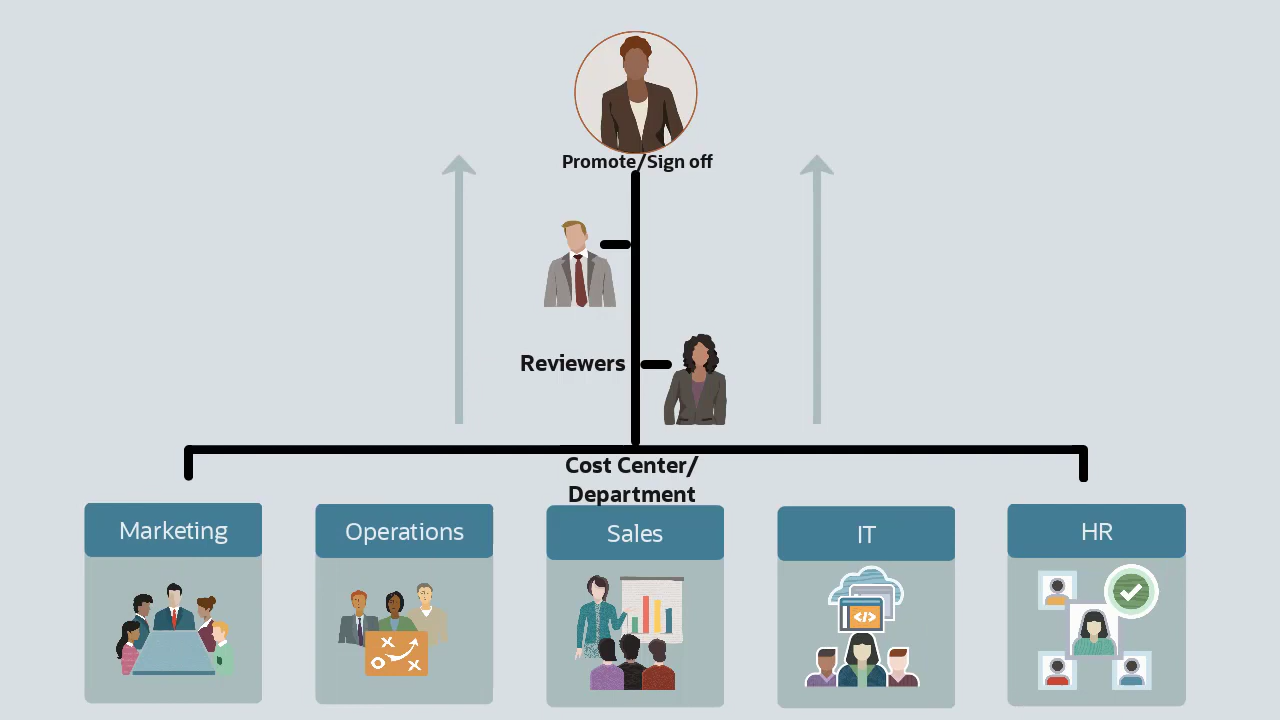 Promote/Sign off
Reviewers
Cost Center/
Department
Marketing
Operations
Sales
IT
HR